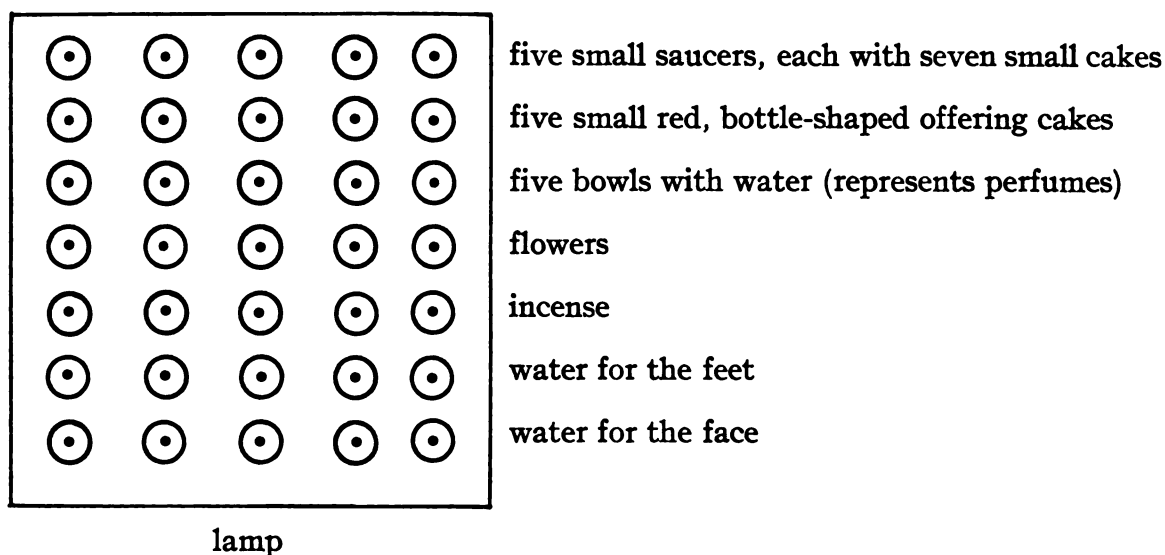 five small saucers, each with seven small cakes
five small red, bottle-shaped offering cakes
five bowls with water (represents perfumes)
flowers
incense
water for the feet
water for the face
lamp